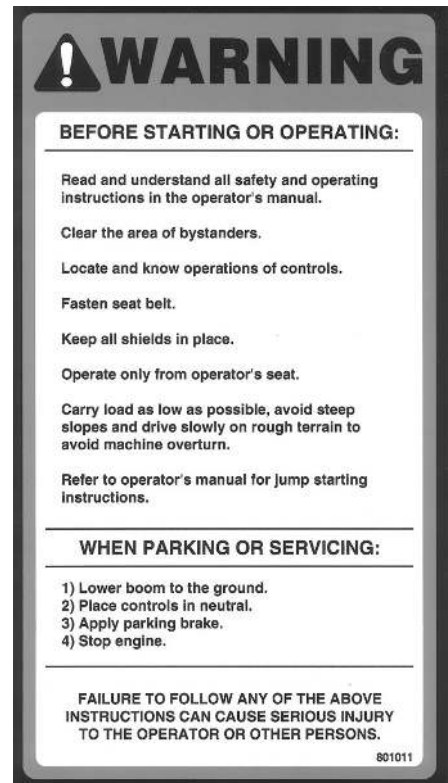 WARNING
BEFORE STARTING OR OPERATING:
Read and understand all safety and operating
instructions in the operator's manual.
Clear the area of bystanders.
Locate and know operations of controls.
Fasten seat belt.
Keep all shields in place.
Operate only from operator's seat.
Carry load as low as possible, avoid steep
slopes and drive slowly on rough terrain to
avoid machine overturn.
Refer to operator's manual for jump starting
instructions.
WHEN PARKING OR SERVICING:
1) Lower boom to the ground.
2) Place controls in neutral.
3) Apply parking brake.
4) Stop engine.
FAILURE TO FOLLOW ANY OF THE ABOVE
INSTRUCTIONS CAN CAUSE SERIOUS INJURY
TO THE OPERATOR OR OTHER PERSONS.
801011